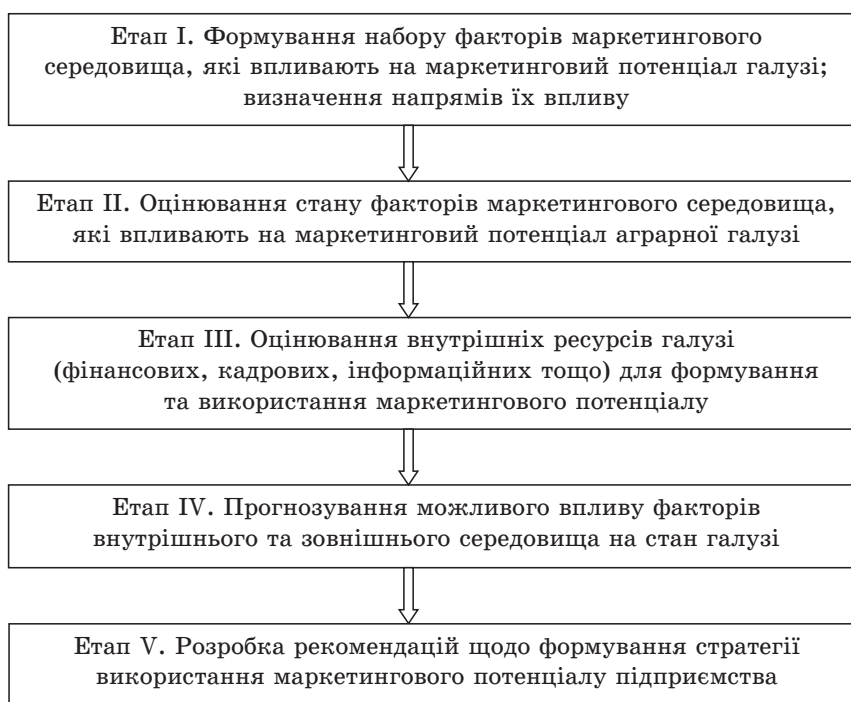 Етап I. Формування набору факторів маркетингового
середовища, які впливають на маркетинговий потенціал галузі;
визначення напрямів їх впливу
Етап II. Оцінювання стану факторів маркетингового середовища,
які впливають на маркетинговий потенціал аграрної галузі
Етап III. Оцінювання внутрішніх ресурсів галузі
(фінансових, кадрових, інформаційних тощо) для формування
та використання маркетингового потенціалу
Етап IV. Прогнозування можливого впливу факторів
внутрішнього та зовнішнього середовища на стан галузі
Етап V. Розробка рекомендацій щодо формування стратегії
використання маркетингового потенціалу підприємства